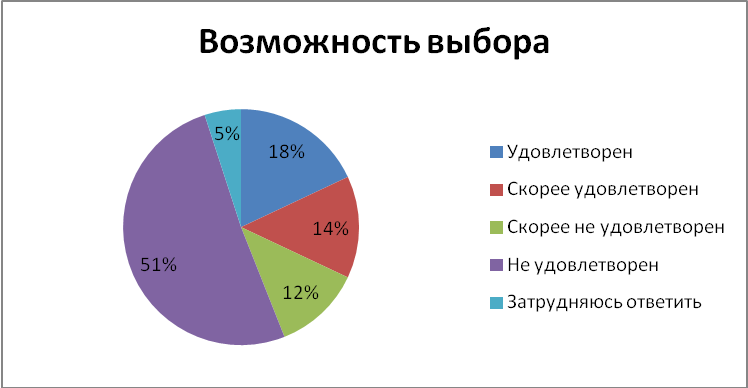 Возможность выбора
5%
18%
14%
12%
51%
Удовлетворен
Скорее удовлетворен
Скорее не удовлетворен
Не удовлетворен
Затрудняюсь ответить